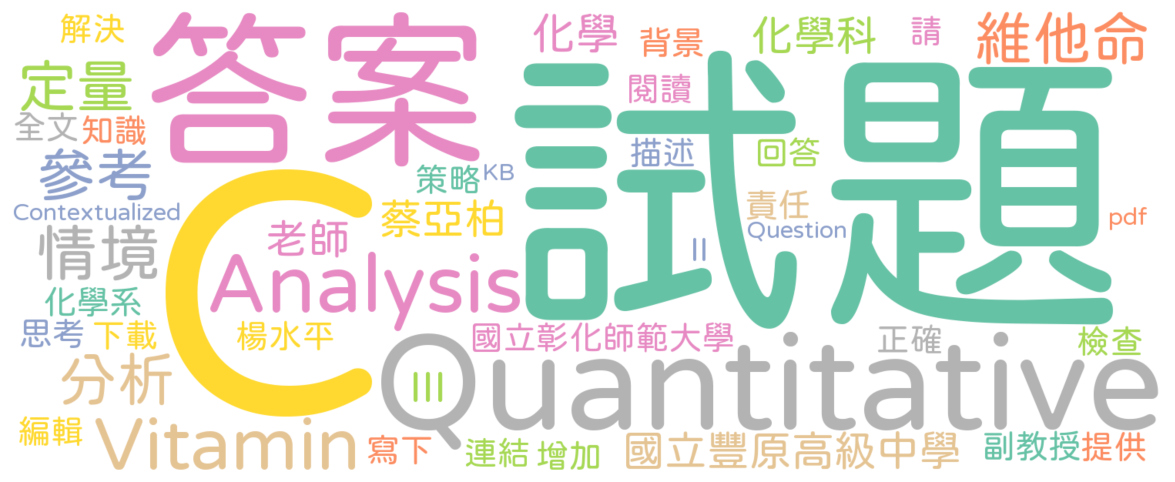 解決
答案
化學
背景
化學科
請
維他命
定量
試題
閱讀
全文
知識
描述
回答
參考
策略
KB
Contextualized
蔡亞柏
責任
Question
pdf
情境
老師
II
C
Analysis
化學系
思考
下載
楊水平
國立彰化師範大學
正確
檢查
分析
III
Quantitative
編輯
Vitamin
寫下
連結
增加
國立豐原高級中學
副教授
提供